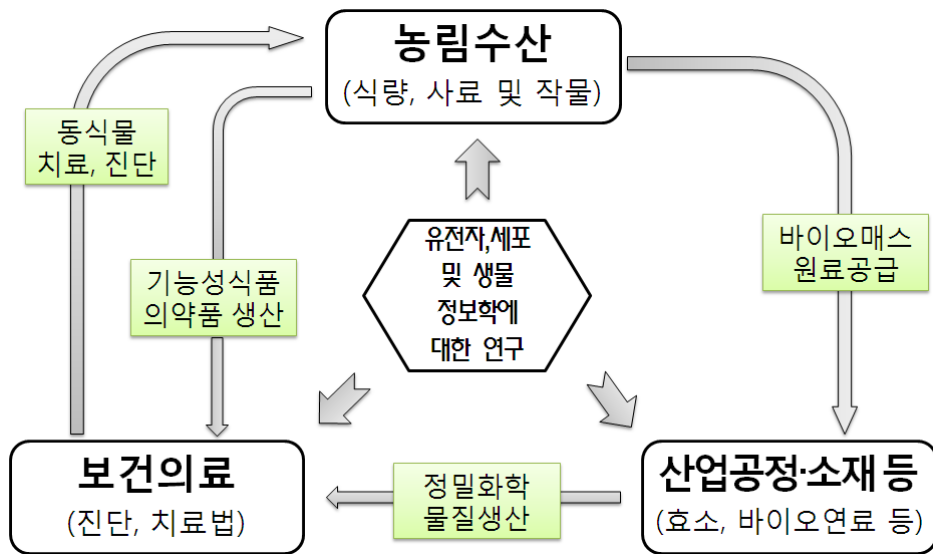 농림수산
(식량, 사료 및 작물)
동식물
치료, 진단
기능성식품
의약품 생산
유전자,세포
및 생물
정보학에
대한 연구
바이오매스
원료공급
보건의료
(진단, 치료법)
정밀화학
물질생산
산업공정·소재 등
(효소, 바이오연료 등)